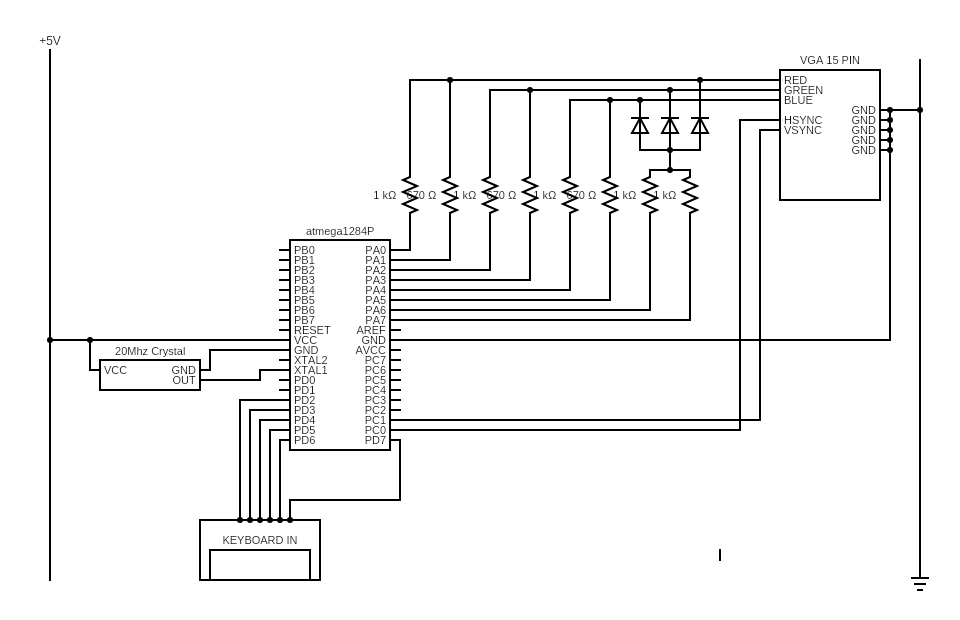 +5V
VGA 15 PIN
RED
GREEN
BLUE
GND
HSYNC
GND
VSYNC
GND
GND
GND
1 kΩ 670 Ω 1 kΩ 670 Ω 1 kΩ 670 Ω 1 kΩ 1 kΩ
atmega1284P
PB0 PA0
PB1 PA1
PB2 PA2
PB3 PA3
PB4 PA4
PB5 PA5
PB6 PA6
PB7 PA7
RESET AREF
VCC GND
GND AVCC
XTAL2 PC7
XTAL1 PC6
PD0 PC5
PD1 PC4
PD2 PC3
PD3 PC2
PD4 PC1
PD5 PC0
PD6 PD7
20Mhz Crystal
VCC GND
OUT
KEYBOARD IN